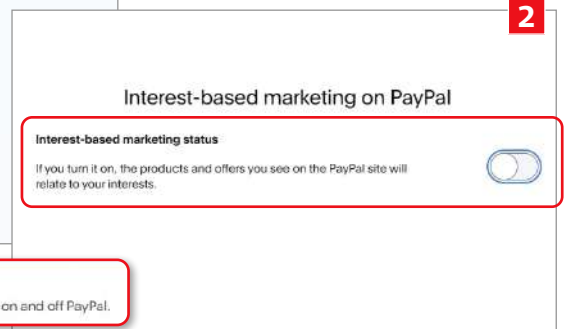 2
Interest-based marketing on PayPal
Interest-based marketing status
If you turn it on, the products and offers you see on the PayPal site will
relate to your interests.
on and off PayPal.